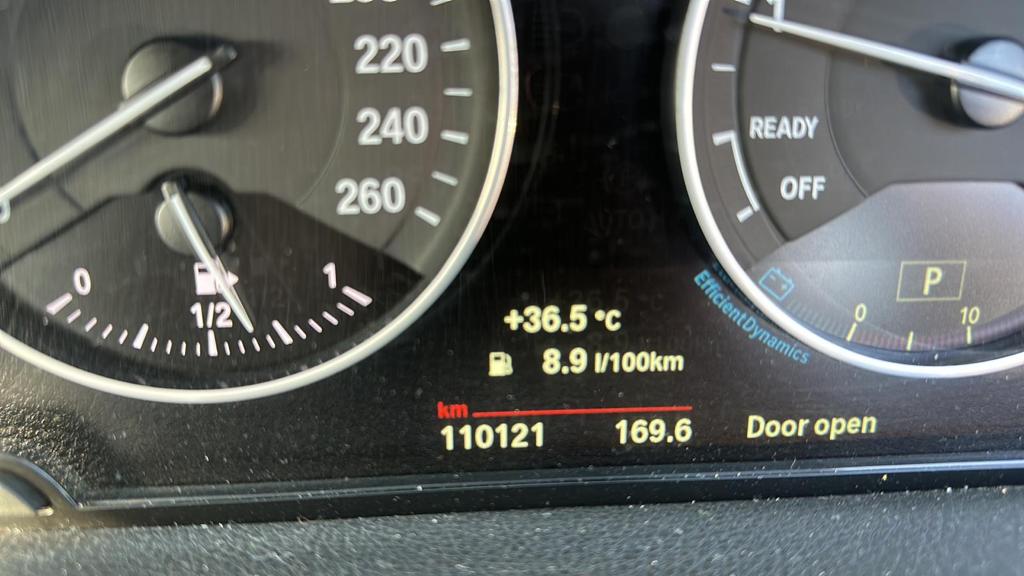 220
240
260
0
1/2
1
READY
OFF
P
0
10
EfficientDynamics
+36.5 °C
8.9 l/100km
km
110121
169.6
Door open